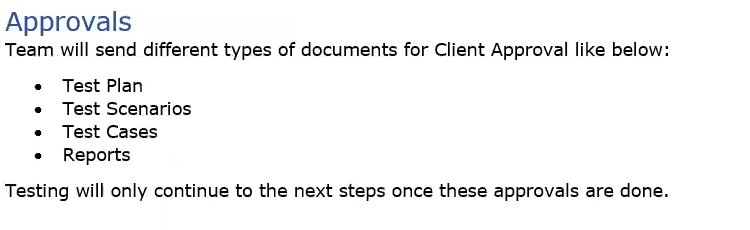 Approvals
Team will send different types of documents for Client Approval like below:
• Test Plan
• Test Scenarios
• Test Cases
• Reports
Testing will only continue to the next steps once these approvals are done.